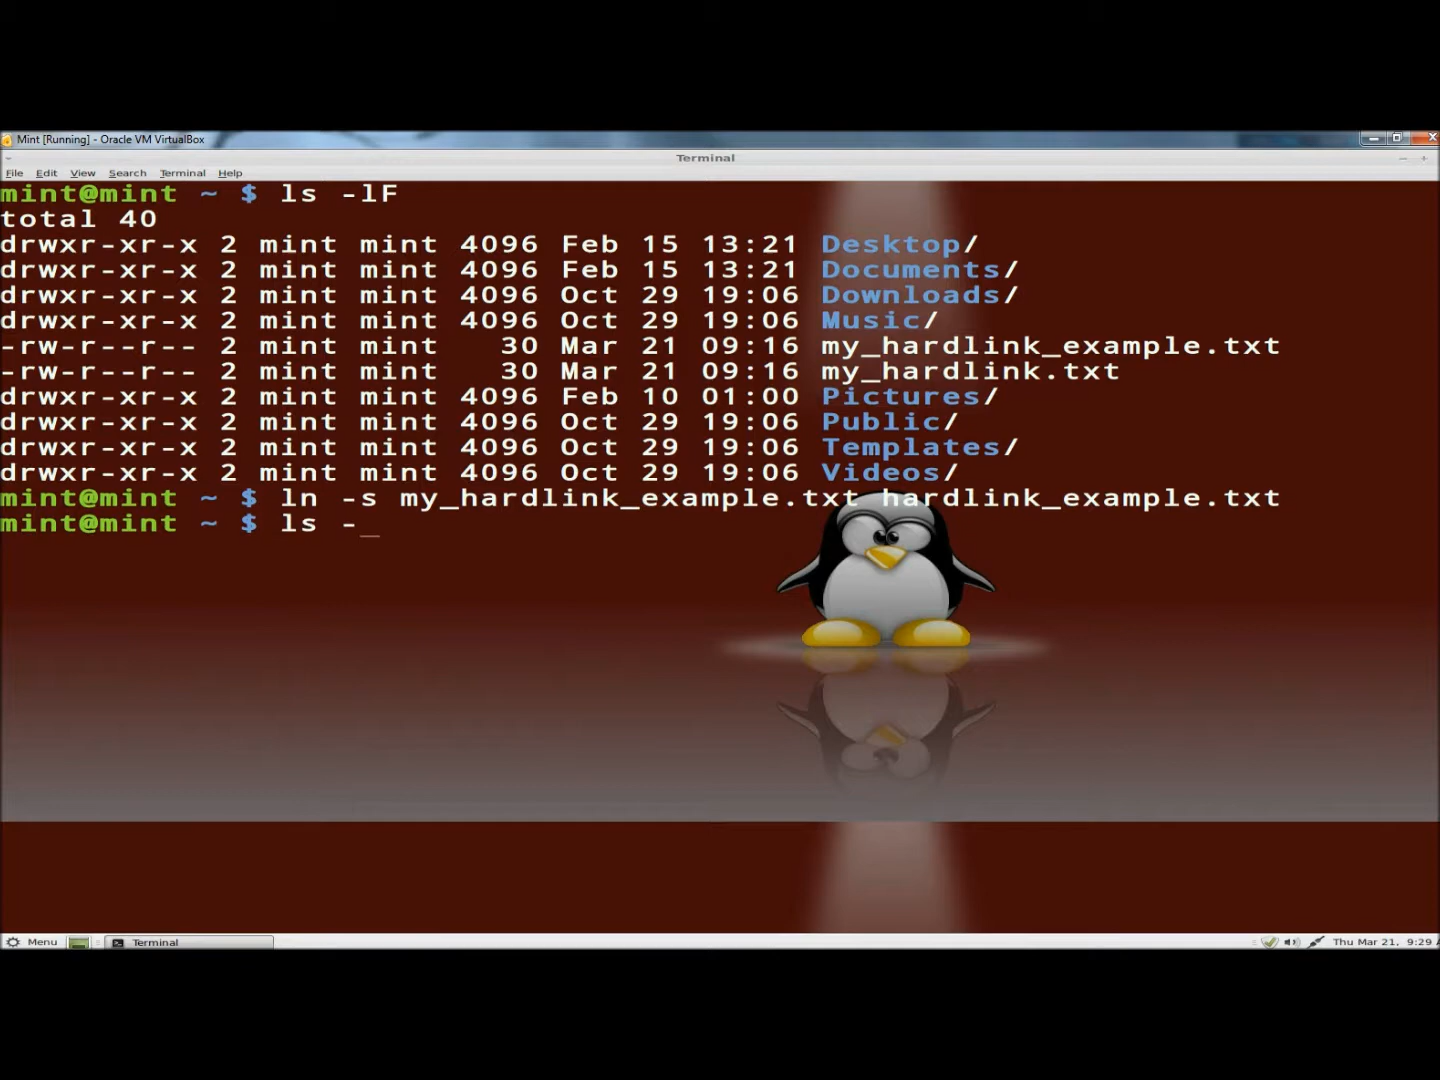 Mint [Running] - Oracle VM VirtualBox
Terminal
File Edit View Search Terminal Help
mint@mint ~ $ ls -lF
total 40
drwxr-xr-x 2 mint mint 4096 Feb 15 13:21 Desktop/
drwxr-xr-x 2 mint mint 4096 Feb 15 13:21 Documents/
drwxr-xr-x 2 mint mint 4096 Oct 29 19:06 Downloads/
drwxr-xr-x 2 mint mint 4096 Oct 29 19:06 Music/
-rw-r--r-- 2 mint mint   30 Mar 21 09:16 my_hardlink_example.txt
-rw-r--r-- 2 mint mint   30 Mar 21 09:16 my_hardlink.txt
drwxr-xr-x 2 mint mint 4096 Feb 10 01:00 Pictures/
drwxr-xr-x 2 mint mint 4096 Oct 29 19:06 Public/
drwxr-xr-x 2 mint mint 4096 Oct 29 19:06 Templates/
drwxr-xr-x 2 mint mint 4096 Oct 29 19:06 Videos/
mint@mint ~ $ ln -s my_hardlink_example.txt hardlink_example.txt
mint@mint ~ $ ls -_
Menu Terminal Thu Mar 21, 9:29